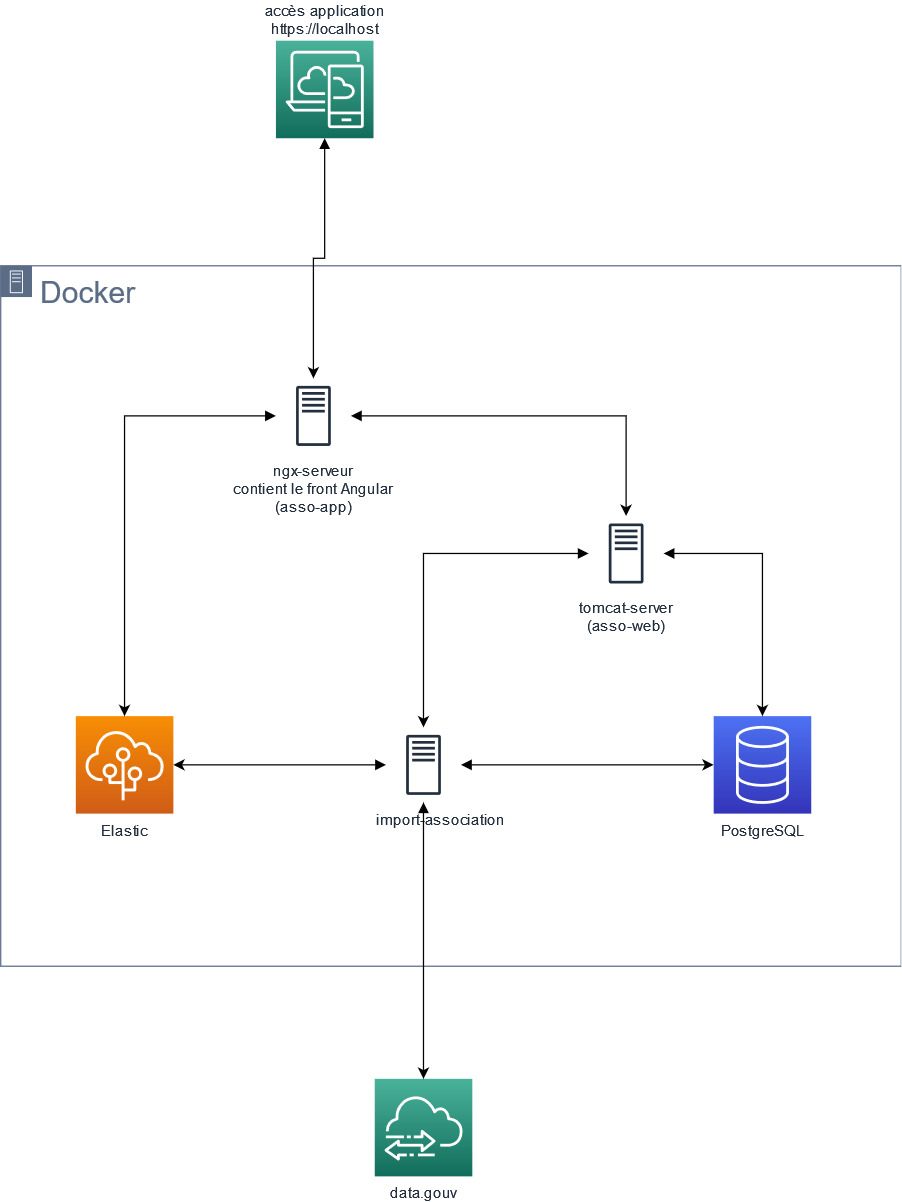 accès application
https://localhost
Docker
ngx-serveur
contient le front Angular
(asso-app)
tomcat-server
(asso-web)
Elastic
import-association
PostgreSQL
data.gouv